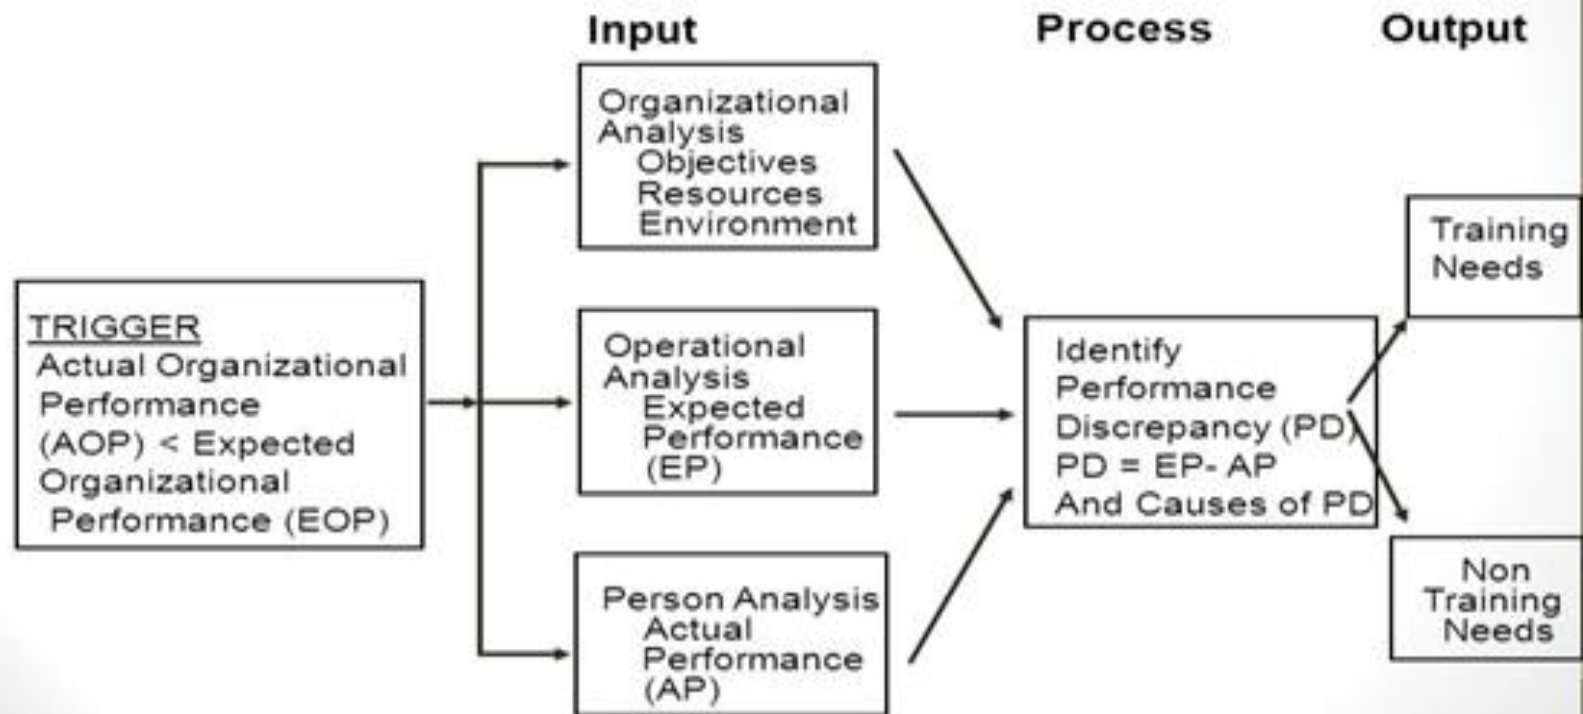 Input
Process
Output
Organizational
Analysis
Objectives
Resources
Environment
Training
Needs
TRIGGER
Actual Organizational
Performance
(AOP) < Expected
Organizational
Performance (EOP)
Operational
Analysis
Expected
Performance
(EP)
Identify
Performance
Discrepancy (PD)
PD = EP- AP
And Causes of PD
Person Analysis
Actual
Performance
(AP)
Non
Training
Needs